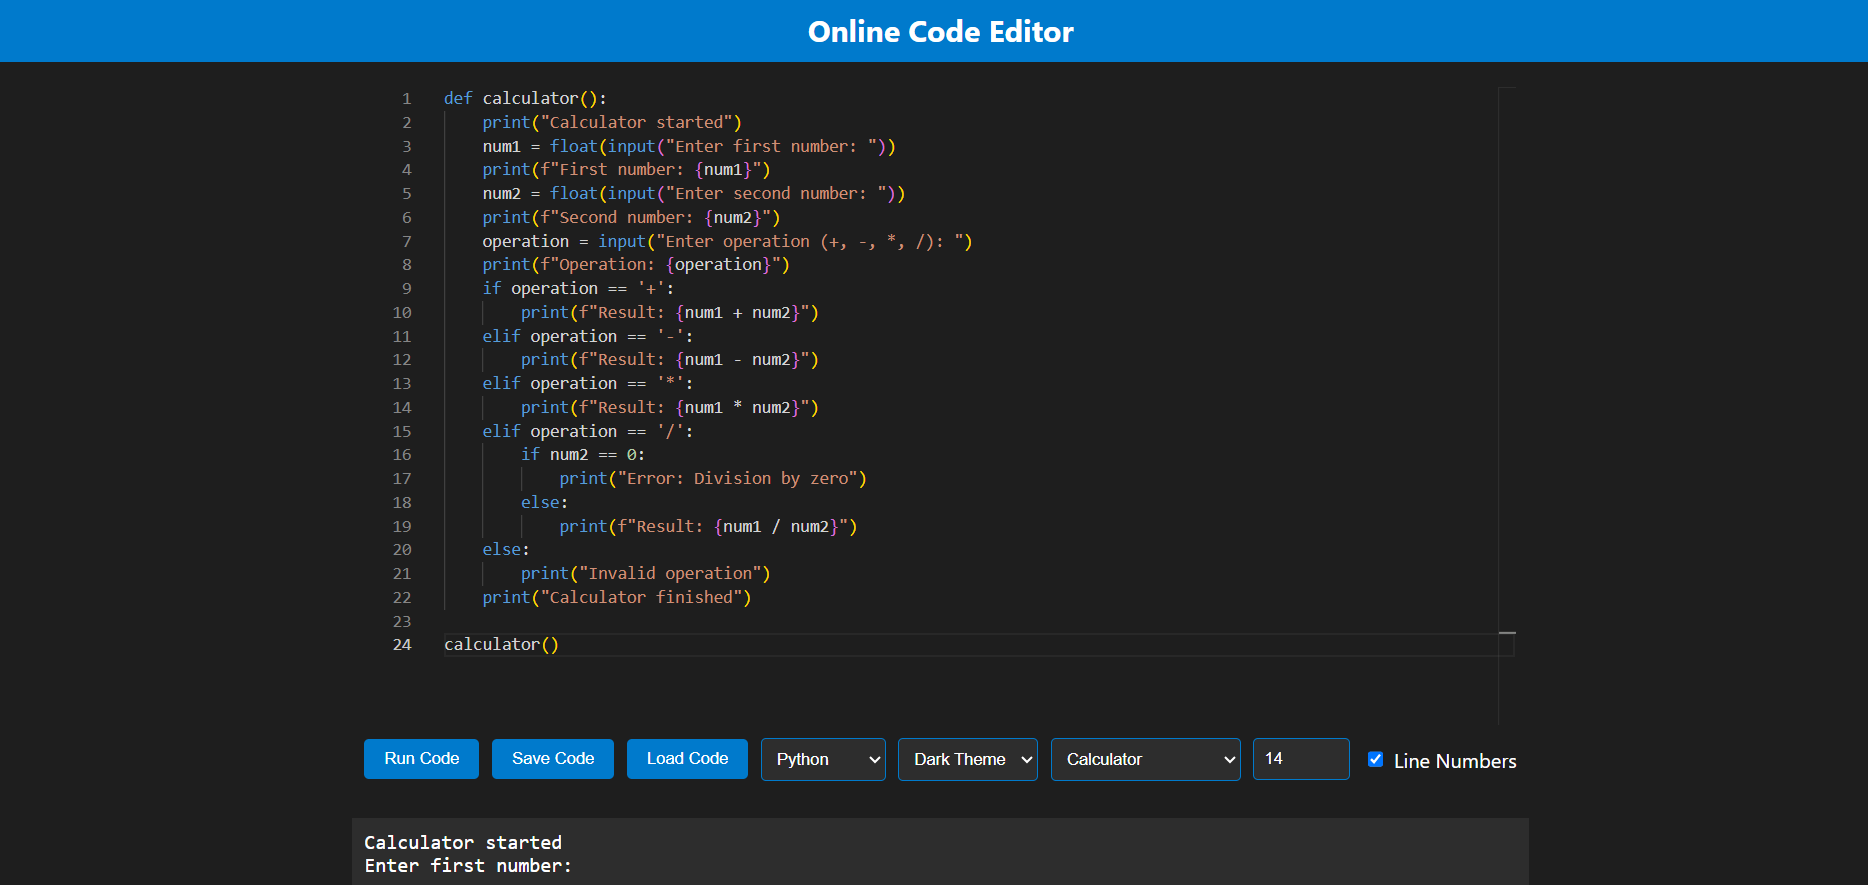 Online Code Editor
1 def calculator():
2     print("Calculator started")
3     num1 = float(input("Enter first number: "))
4     print(f"First number: {num1}")
5     num2 = float(input("Enter second number: "))
6     print(f"Second number: {num2}")
7     operation = input("Enter operation (+, -, *, /): ")
8     print(f"Operation: {operation}")
9     if operation == '+':
10         print(f"Result: {num1 + num2}")
11     elif operation == '-':
12         print(f"Result: {num1 - num2}")
13     elif operation == '*':
14         print(f"Result: {num1 * num2}")
15     elif operation == '/':
16         if num2 == 0:
17             print("Error: Division by zero")
18         else:
19             print(f"Result: {num1 / num2}")
20     else:
21         print("Invalid operation")
22     print("Calculator finished")
23
24 calculator()
Run Code Save Code Load Code Python Dark Theme Calculator 14 Line Numbers
Calculator started
Enter first number: